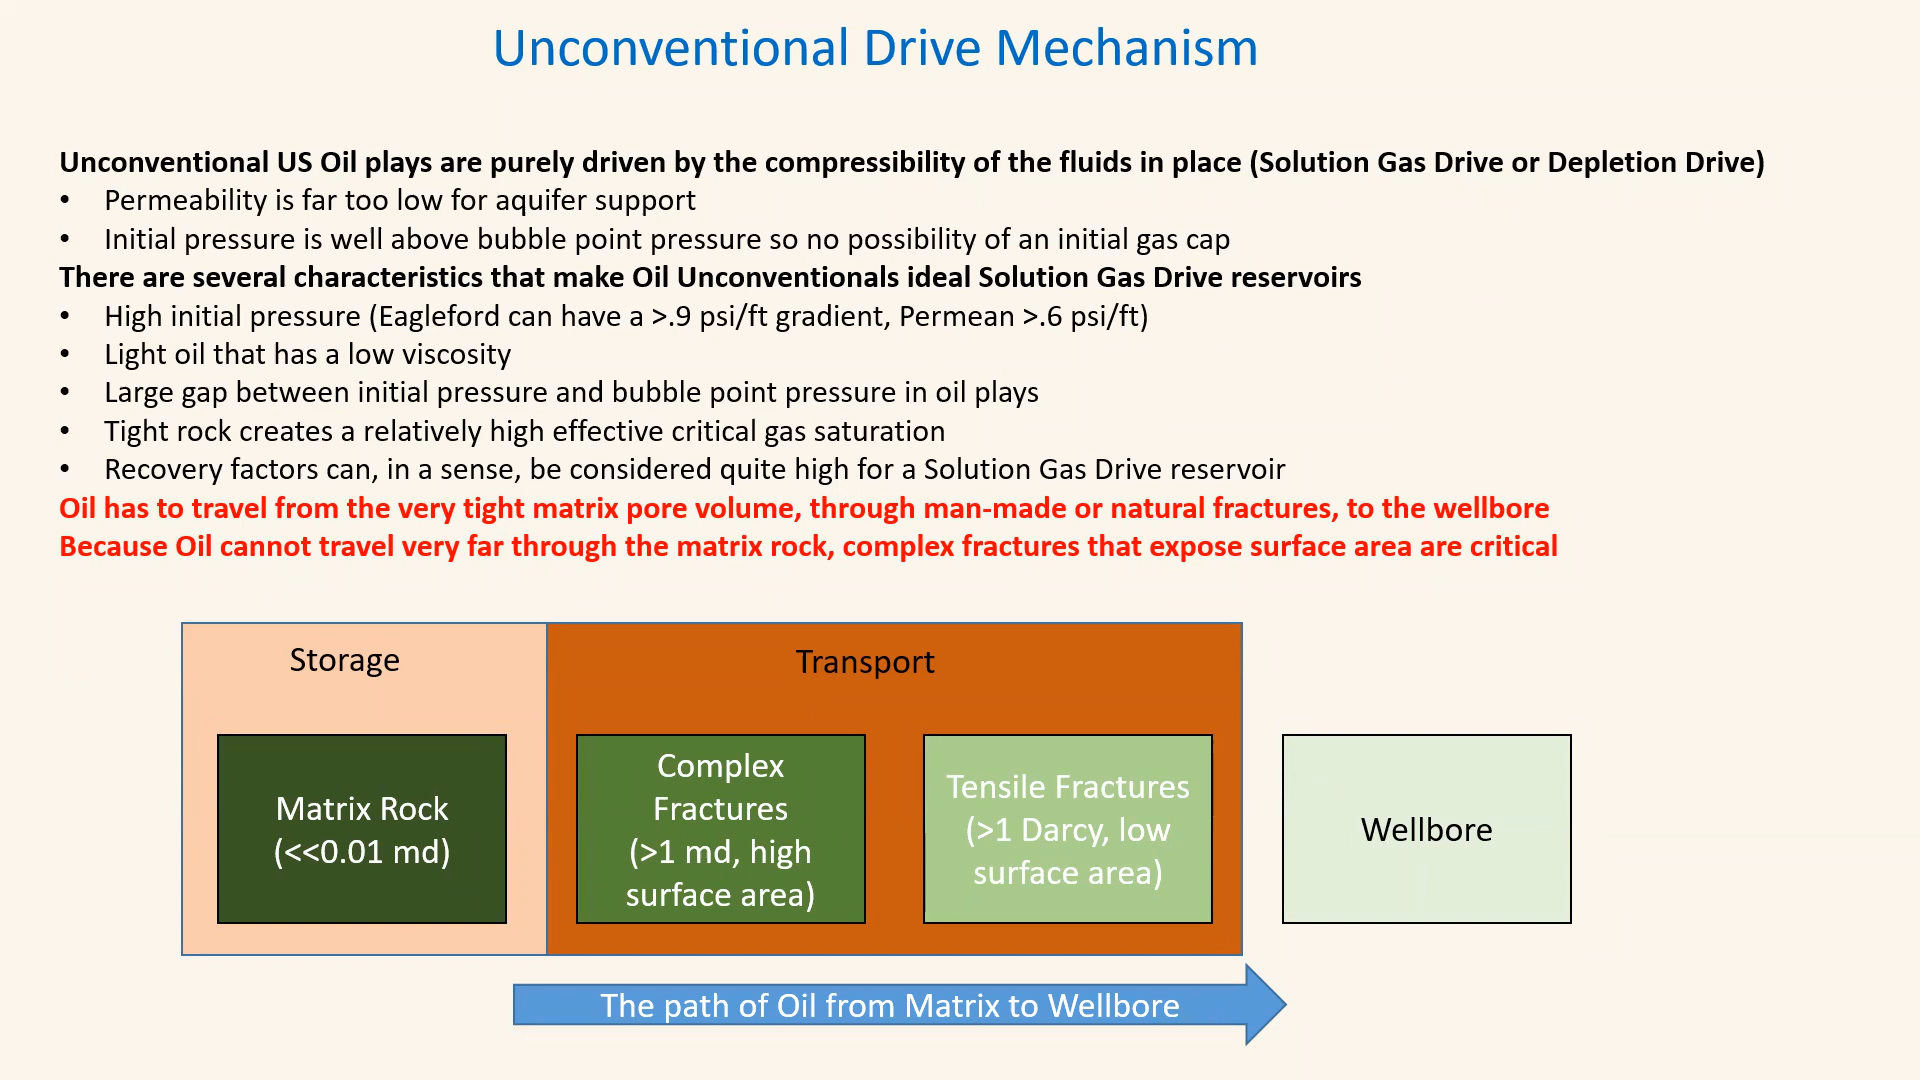 Unconventional Drive Mechanism
Unconventional US Oil plays are purely driven by the compressibility of the fluids in place (Solution Gas Drive or Depletion Drive)
• Permeability is far too low for aquifer support
• Initial pressure is well above bubble point pressure so no possibility of an initial gas cap
There are several characteristics that make Oil Unconventionals ideal Solution Gas Drive reservoirs
• High initial pressure (Eagleford can have a >.9 psi/ft gradient, Permean >.6 psi/ft)
• Light oil that has a low viscosity
• Large gap between initial pressure and bubble point pressure in oil plays
• Tight rock creates a relatively high effective critical gas saturation
• Recovery factors can, in a sense, be considered quite high for a Solution Gas Drive reservoir
Oil has to travel from the very tight matrix pore volume, through man-made or natural fractures, to the wellbore
Because Oil cannot travel very far through the matrix rock, complex fractures that expose surface area are critical
Storage
Transport
Matrix Rock
(<<0.01 md)
Complex
Fractures
(>1 md, high
surface area)
Tensile Fractures
(>1 Darcy, low
surface area)
Wellbore
The path of Oil from Matrix to Wellbore